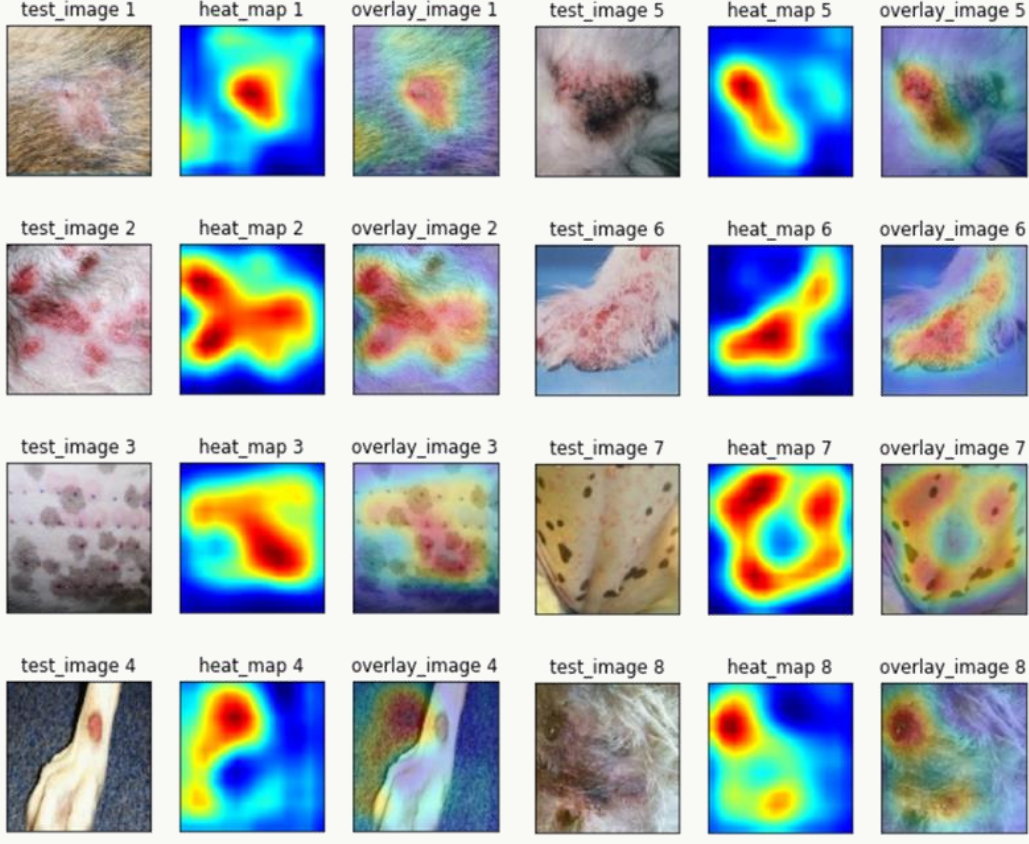 test_image 1 heat_map 1 overlay_image 1 test_image 5 heat_map 5 overlay_image 5
test_image 2 heat_map 2 overlay_image 2 test_image 6 heat_map 6 overlay_image 6
test_image 3 heat_map 3 overlay_image 3 test_image 7 heat_map 7 overlay_image 7
test_image 4 heat_map 4 overlay_image 4 test_image 8 heat_map 8 overlay_image 8